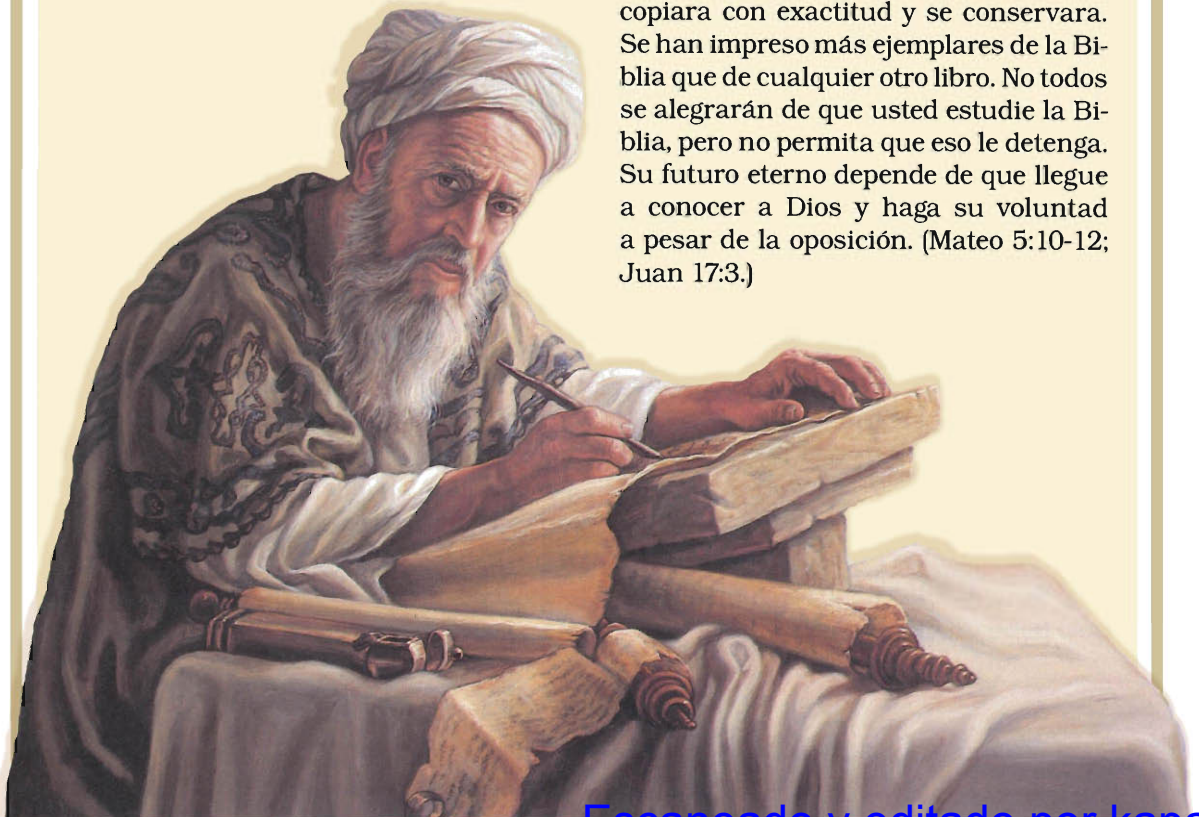 copiara con exactitud y se conservara.
Se han impreso más ejemplares de la Bi-
blia que de cualquier otro libro. No todos
se alegrarán de que usted estudie la Bi-
blia, pero no permita que eso le detenga.
Su futuro eterno depende de que llegue
a conocer a Dios y haga su voluntad
a pesar de la oposición. (Mateo 5:10-12;
Juan 17:3.)
Escaneado y editado por